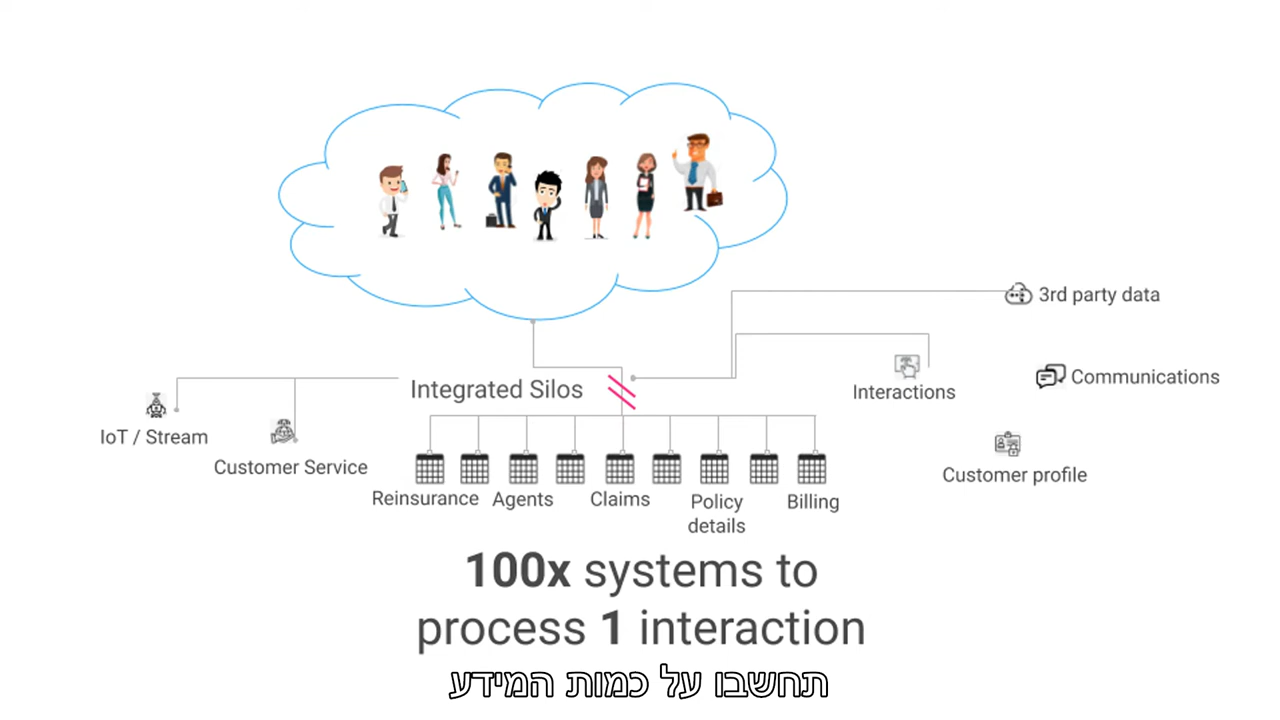 3rd party data
Integrated Silos
Interactions
Communications
IoT / Stream
Customer Service
Customer profile
Reinsurance
Agents
Claims
Policy
details
Billing
100x systems to
process 1 interaction
תחשבו על כמות המידע